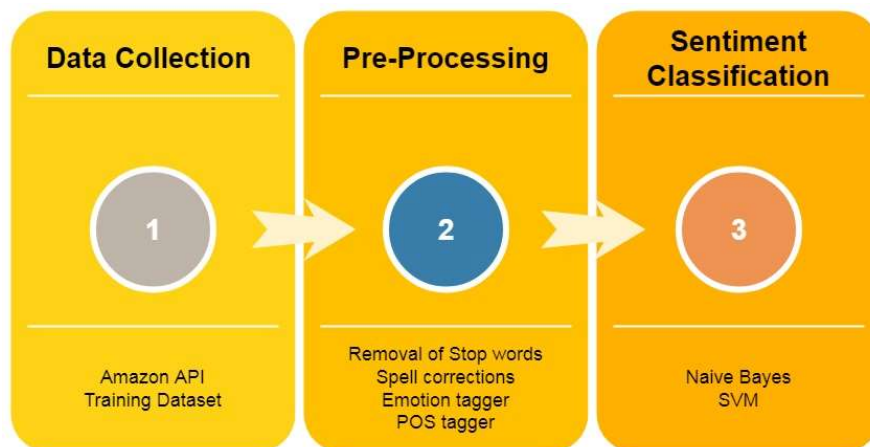 Data Collection
1
Amazon API
Training Dataset
Pre-Processing
2
Removal of Stop words
Spell corrections
Emotion tagger
POS tagger
Sentiment
Classification
3
Naive Bayes
SVM